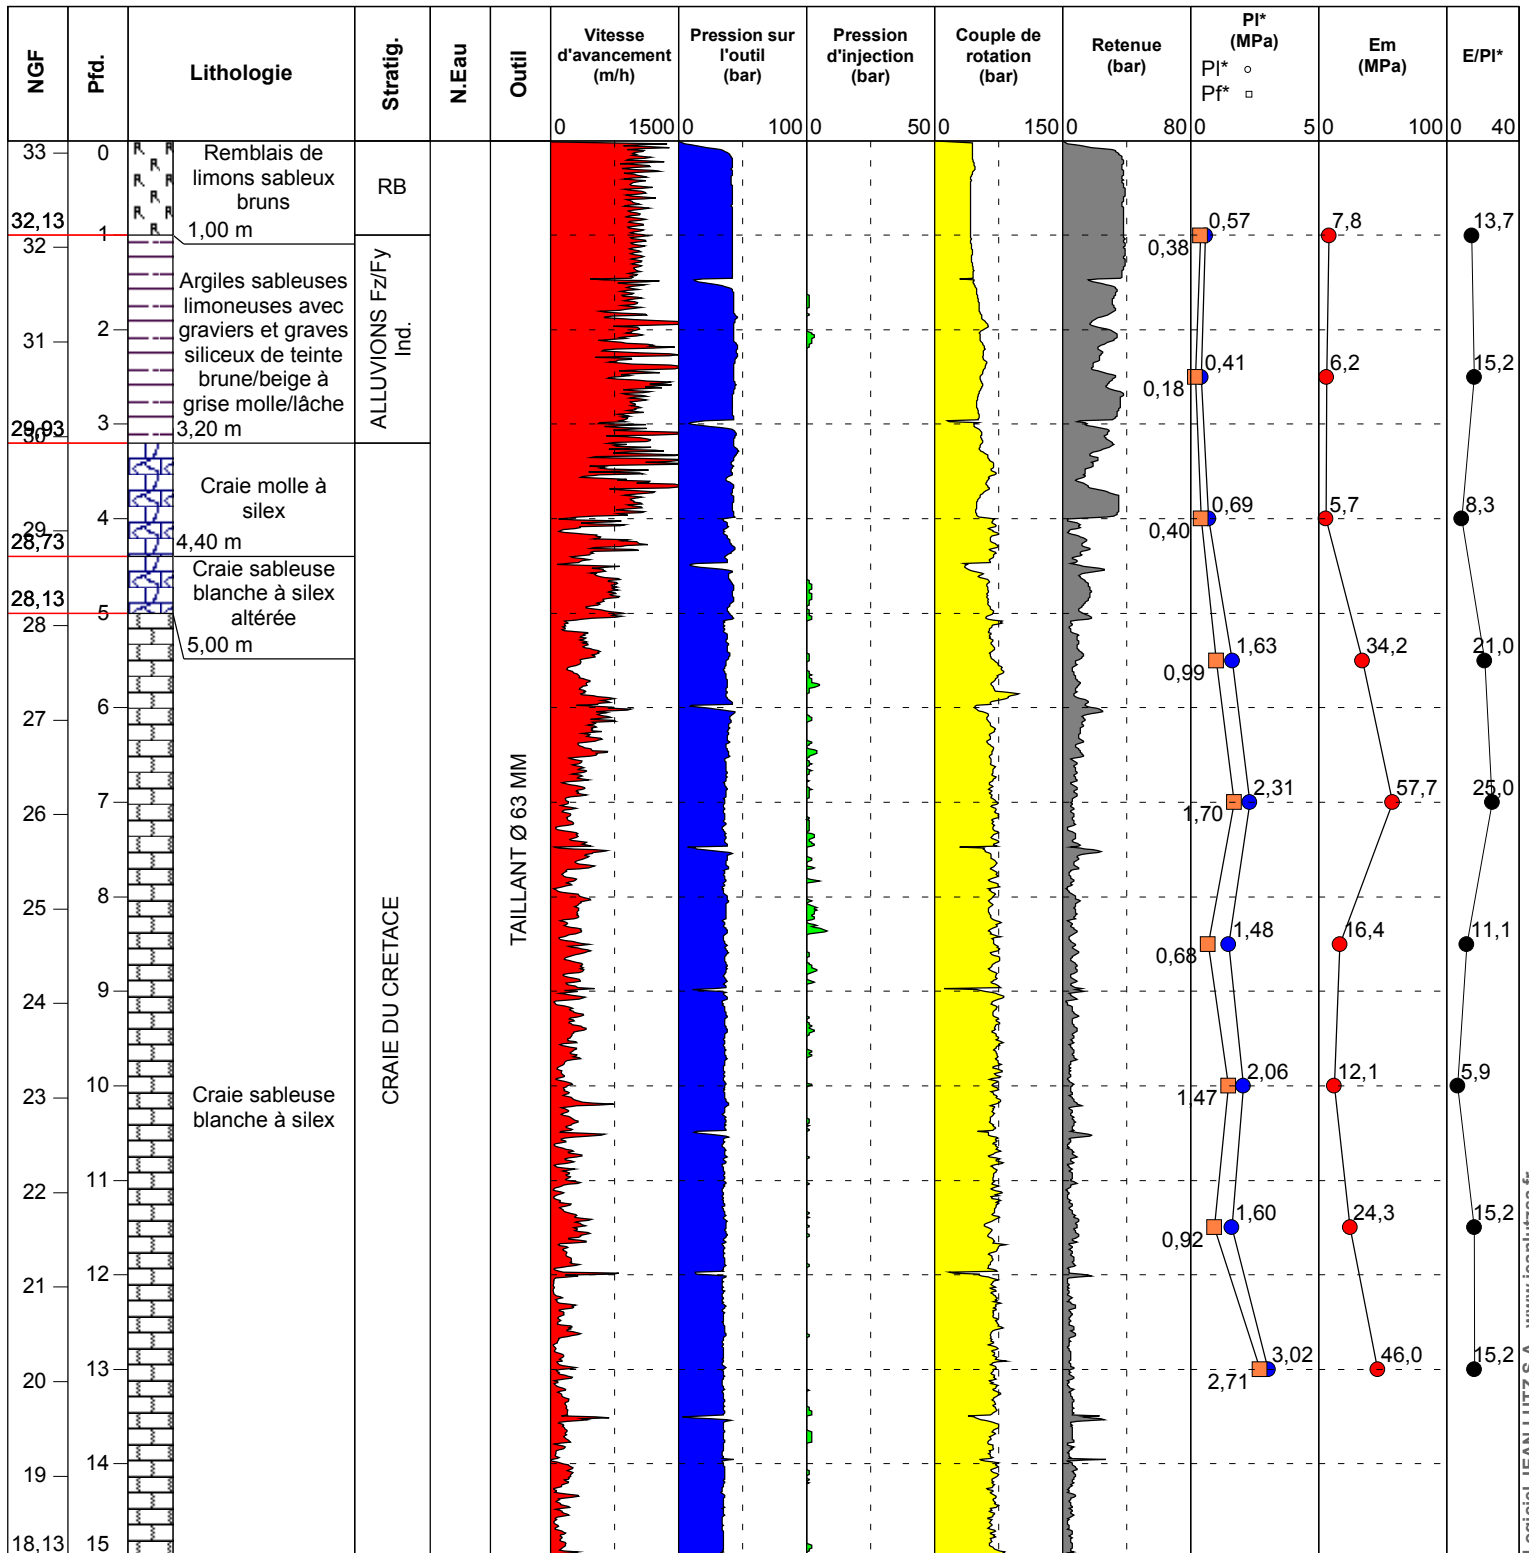 NGF
Pfd.
Lithologie
Stratig.
N.Eau
Outil
Vitesse
d'avancement
(m/h)
Pression sur
l'outil
(bar)
Pression
d'injection
(bar)
Couple de
rotation
(bar)
Retenue
(bar)
Pl*
(MPa)
Pl*
Pf*
Em
(MPa)
E/Pl*
0 1500
0 100
0 50
0 150
0 80
0 5
0 100
0 40
33
32,13
32
31
29,93
30
29
28,73
28,13
28
27
26
25
24
23
22
21
20
19
18,13
0
1
2
3
4
5
6
7
8
9
10
11
12
13
14
15
R R R R R R R R
Remblais de
limons sableux
bruns
1,00 m
Argiles sableuses
limoneuses avec
graviers et graves
siliceux de teinte
brune/beige à
grise molle/lâche
3,20 m
Craie molle à
silex
4,40 m
Craie sableuse
blanche à silex
altérée
5,00 m
Craie sableuse
blanche à silex
RB
ALLUVIONS Fz/Fy
Ind.
CRAIE DU CRETACE
TAILLANT Ø 63 MM
0,57
0,38
7,8
13,7
0,41
0,18
6,2
15,2
0,69
0,40
5,7
8,3
1,63
0,99
34,2
21,0
2,31
1,70
57,7
25,0
1,48
0,68
16,4
11,1
2,06
1,47
12,1
5,9
1,60
0,92
24,3
15,2
3,02
2,71
46,0
15,2
Logiciel JEAN LUTZ S.A - www.jeanlutzsa.fr